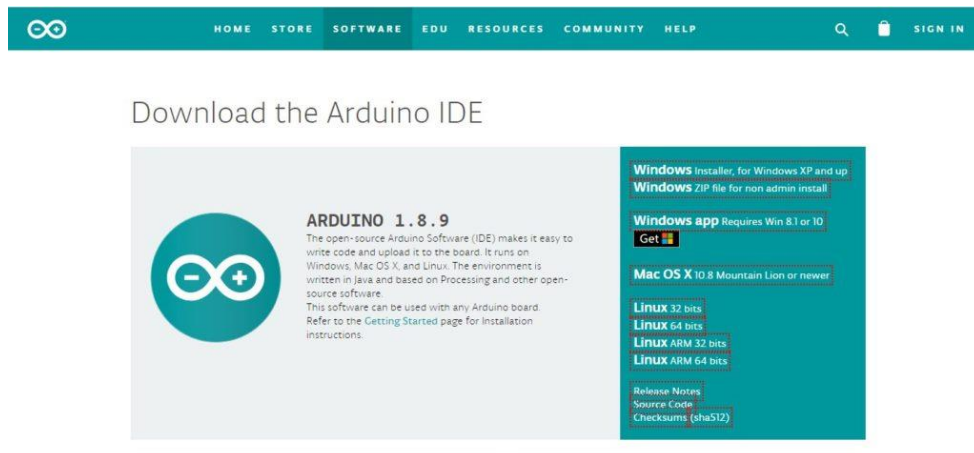 HOME STORE SOFTWARE EDU RESOURCES COMMUNITY HELP SIGN IN
Download the Arduino IDE
ARDUINO 1.8.9
The open-source Arduino Software (IDE) makes it easy to
write code and upload it to the board. It runs on
Windows, Mac OS X, and Linux. The environment is
written in Java and based on Processing and other open-
source software.
This software can be used with any Arduino board.
Refer to the Getting Started page for Installation
instructions.
Windows Installer, for Windows XP and up
Windows ZIP file for non admin install
Windows app Requires Win 8.1 or 10
Get
Mac OS X 10.8 Mountain Lion or newer
Linux 32 bits
Linux 64 bits
Linux ARM 32 bits
Linux ARM 64 bits
Release Notes
Source Code
Checksums (sha512)